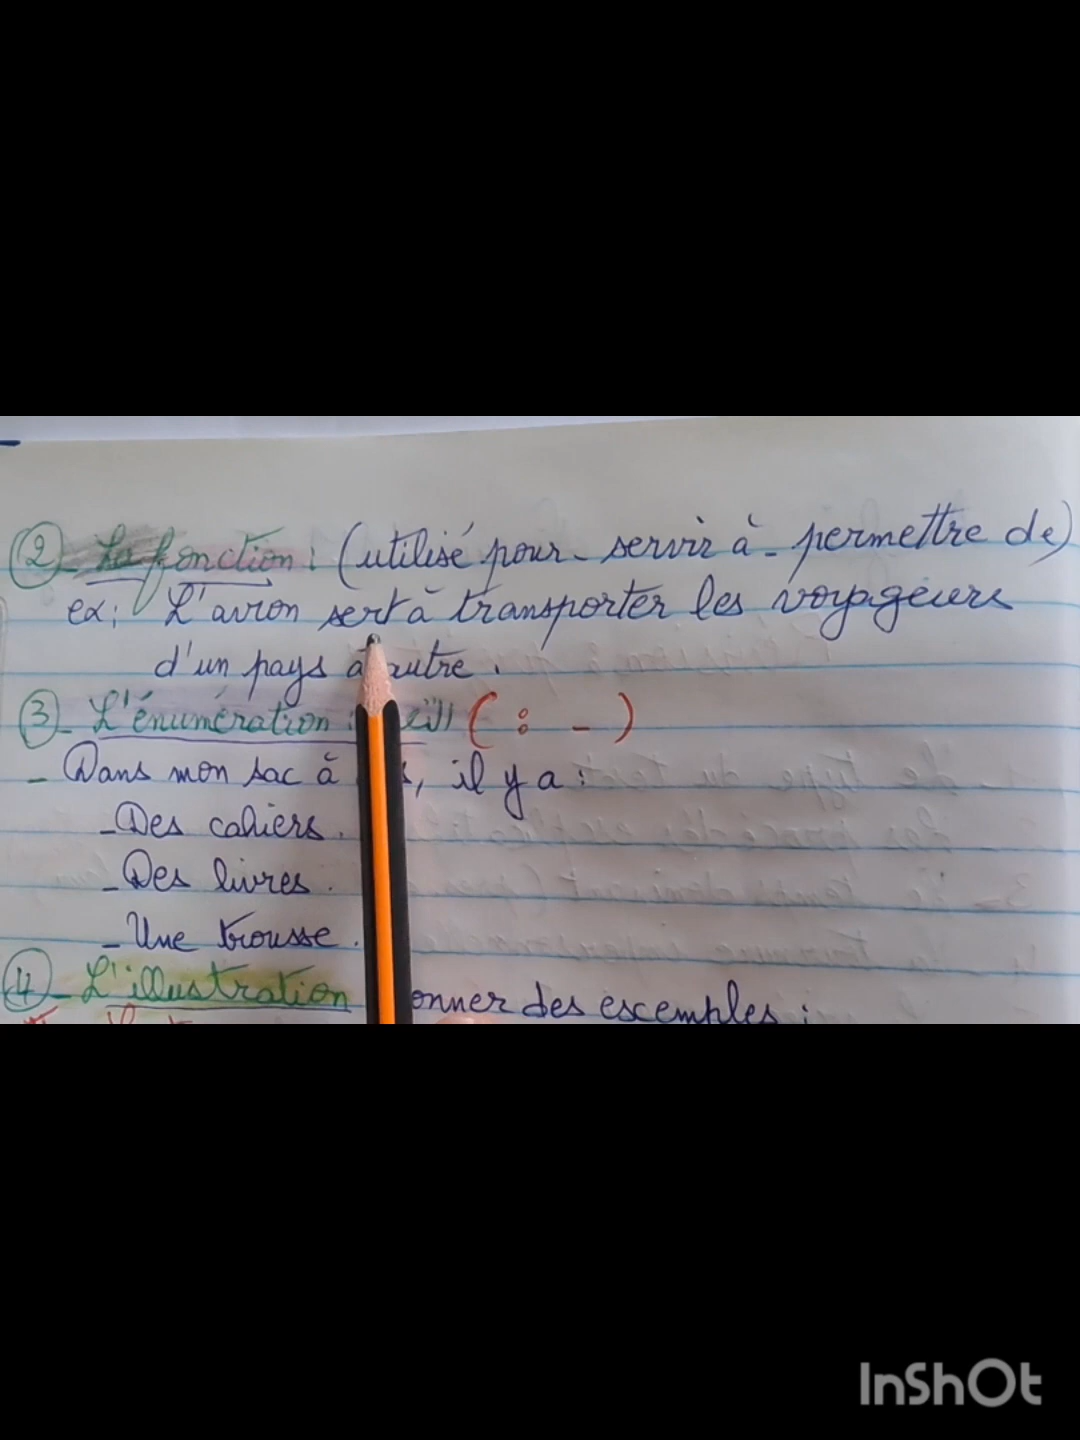 2 - La fonction : (utilisé pour - servir à - permettre de)
ex : L'avion sert à transporter les voyageurs
d'un pays à autre .
3 - L'énumération : ( : - )
- Dans mon sac à , il y a :
- Des cahiers .
- Des livres .
- Une trousse .
4 - L'illustration onner des escemples :
InShOt